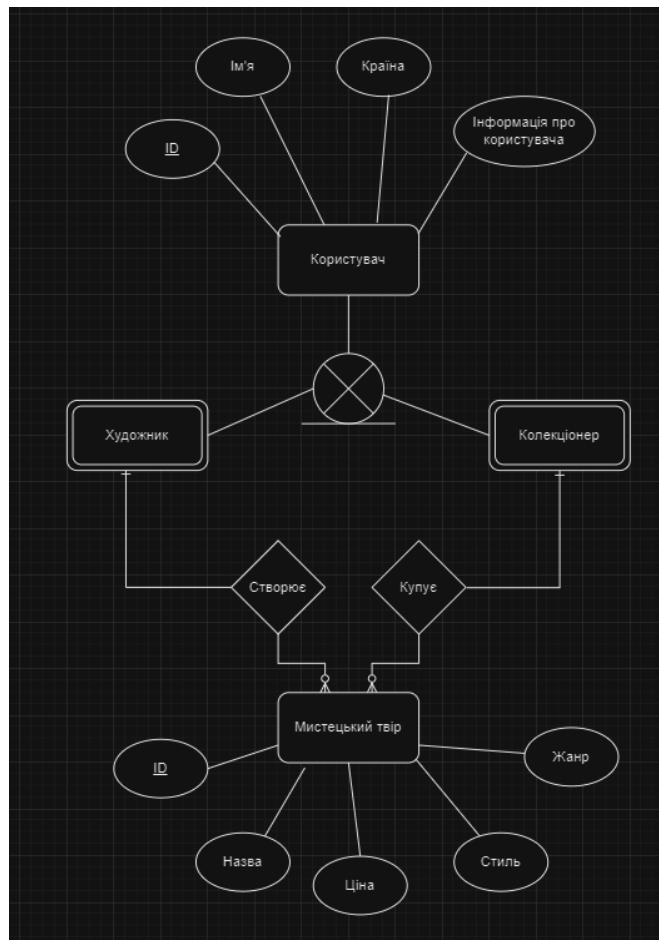 Ім'я
Країна
Інформація про
користувача
ID
Користувач
Художник
Колекціонер
Створює
Купує
Мистецький твір
Жанр
ID
Назва
Стиль
Ціна